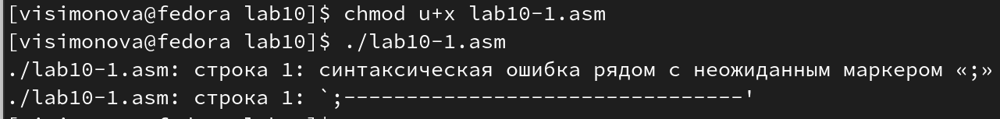 [visimonova@fedora lab10]$ chmod u+x lab10-1.asm
[visimonova@fedora lab10]$ ./lab10-1.asm
./lab10-1.asm: строка 1: синтаксическая ошибка рядом с неожиданным маркером «;»
./lab10-1.asm: строка 1: `;--------------------------------'